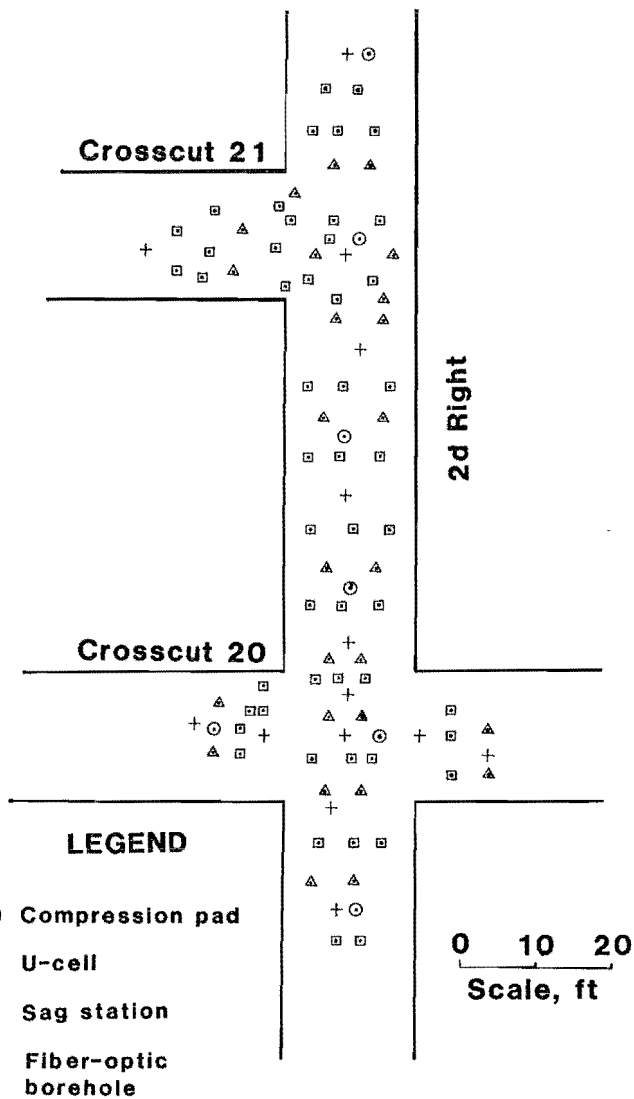 Crosscut 21
2d Right
Crosscut 20
LEGEND
Compression pad
U-cell
Sag station
Fiber-optic
borehole
0 10 20
Scale, ft